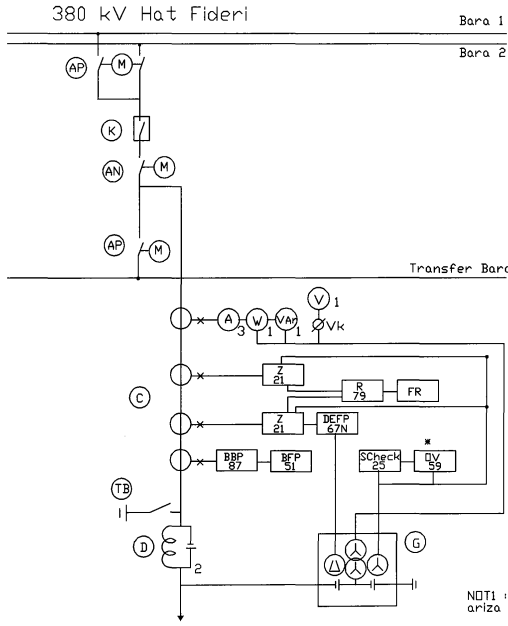 380 kV Hat Fideri
Bara 1
Bara 2
AP M
K
AN M
AP M
Transfer Bara
V 1
A 3 W 1 VAr 1
Vk
Z 21
R 79 FR
C
Z 21 DEFP 67N
*
BBP 87 BFP 51 SCheck 25 OV 59
TB
D
2
G
NOT1 :
ariza